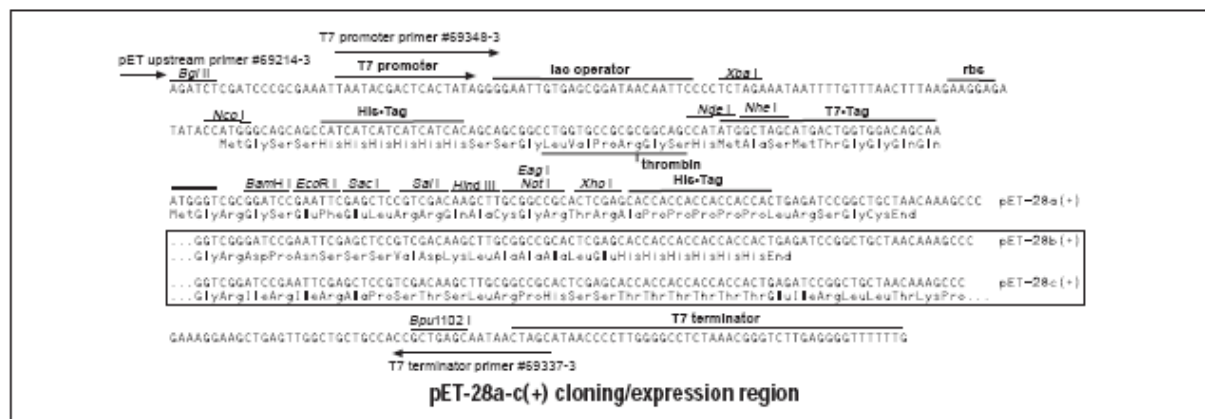 T7 promoter primer #69348-3
pET upstream primer #69214-3
Bgl II T7 promoter lac operator Xba I rbs
AGATCTCGATCCCGCGAAATTAATACGACTCACTATAGGGGAATTGTGAGCGGATAACAATTCCCCTCTAGAAATAATTTTGTTTAACTTTAAGAAGGAGA
Nco I His•Tag Nde I Nhe I T7•Tag
TATACCATGGGCAGCAGCCATCATCATCATCATCACAGCAGCGGCCTGGTGCCGCGCGGCAGCCATATGGCTAGCATGACTGGTGGACAGCAA
MetGlySerSerHisHisHisHisHisHisSerSerGlyLeuValProArgGlySerHisMetAlaSerMetThrGlyGlyGlnGln
thrombin
BamH I EcoR I Sac I Sal I Hind III Eag I Not I Xho I His•Tag
ATGGGTCGCGGATCCGAATTCGAGCTCCGTCGACAAGCTTGCGGCCGCACTCGAGCACCACCACCACCACCACTGAGATCCGGCTGCTAACAAAGCCC pET-28a(+)
MetGlyArgGlySerGluPheGluLeuArgArgGlnAlaCysGlyArgThrArgAlaProProProProProLeuArgSerGlyCysEnd
...GGTCGGGATCCGAATTCGAGCTCCGTCGACAAGCTTGCGGCCGCACTCGAGCACCACCACCACCACCACTGAGATCCGGCTGCTAACAAAGCCC pET-28b(+)
...GlyArgAspProAsnSerSerSerValAspLysLeuAlaAlaAlaLeuGluHisHisHisHisHisHisEnd
...GGTCGGATCCGAATTCGAGCTCCGTCGACAAGCTTGCGGCCGCACTCGAGCACCACCACCACCACCACTGAGATCCGGCTGCTAACAAAGCCC pET-28c(+)
...GlyArgIleArgIleArgAlaProSerThrSerLeuArgProHisSerSerThrThrThrThrThrThrGluIleArgLeuLeuThrLysPro...
Bpu1102 I T7 terminator
GAAAGGAAGCTGAGTTGGCTGCTGCCACCGCTGAGCAATAACTAGCATAACCCCTTGGGGCCTCTAAACGGGTCTTGAGGGGTTTTTTG
T7 terminator primer #69337-3
pET-28a-c(+) cloning/expression region